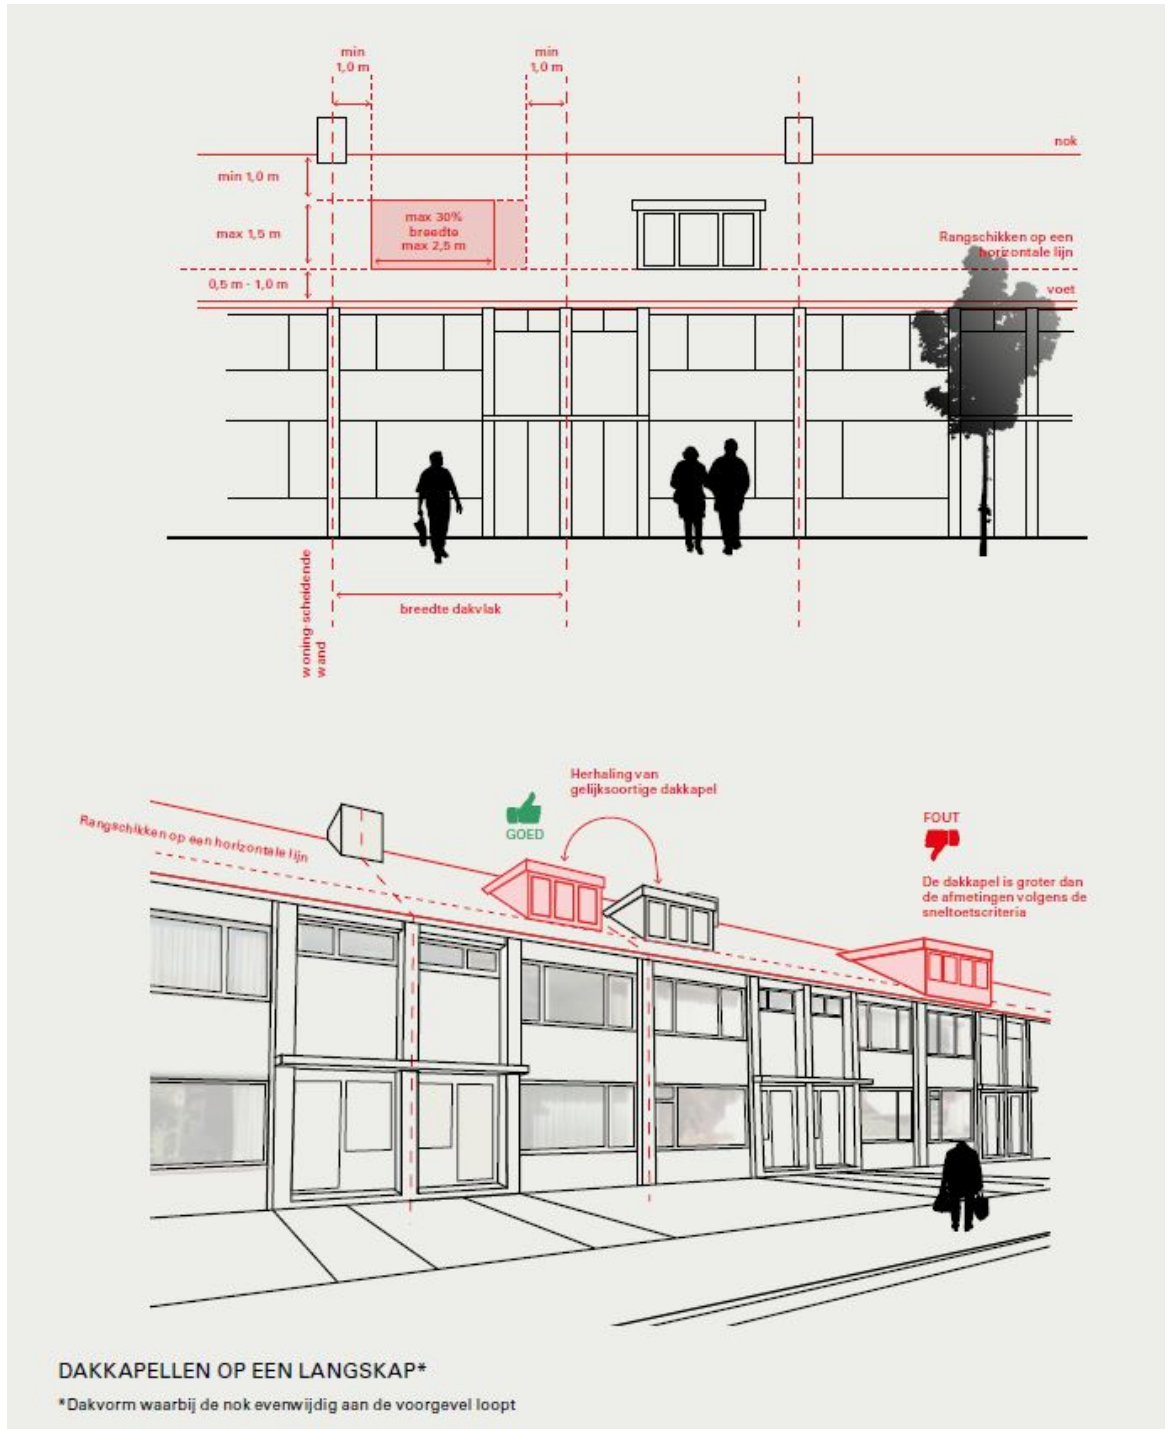 min
1,0 m
min
1,0 m
nok
min 1,0 m
max 1,5 m
max 30%
breedte
max 2,5 m
Rangschikken op een
horizontale lijn
0,5 m - 1,0 m
voet
woning-scheidende
wand
breedte dakvlak
Herhaling van
gelijksoortige dakkapel
GOED
FOUT
Rangschikken op een horizontale lijn
De dakkapel is groter dan
de afmetingen volgens de
sneltoetscriteria
DAKKAPELLEN OP EEN LANGSKAP*
*Dakvorm waarbij de nok evenwijdig aan de voorgevel loopt